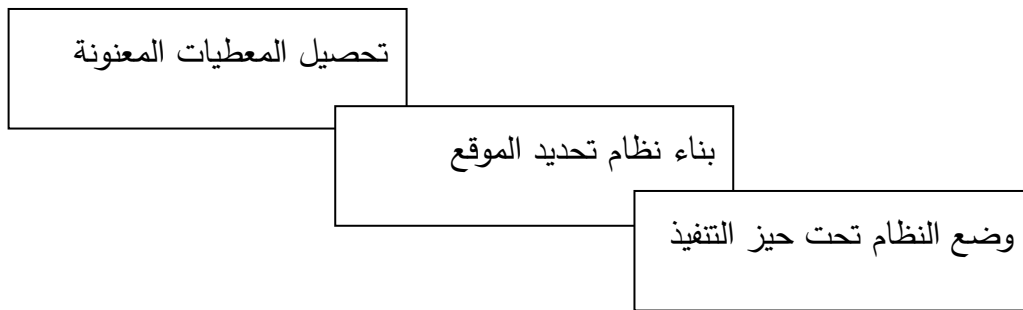 تحصيل المعطيات المعنونة
بناء نظام تحديد الموقع
وضع النظام تحت حيز التنفيذ